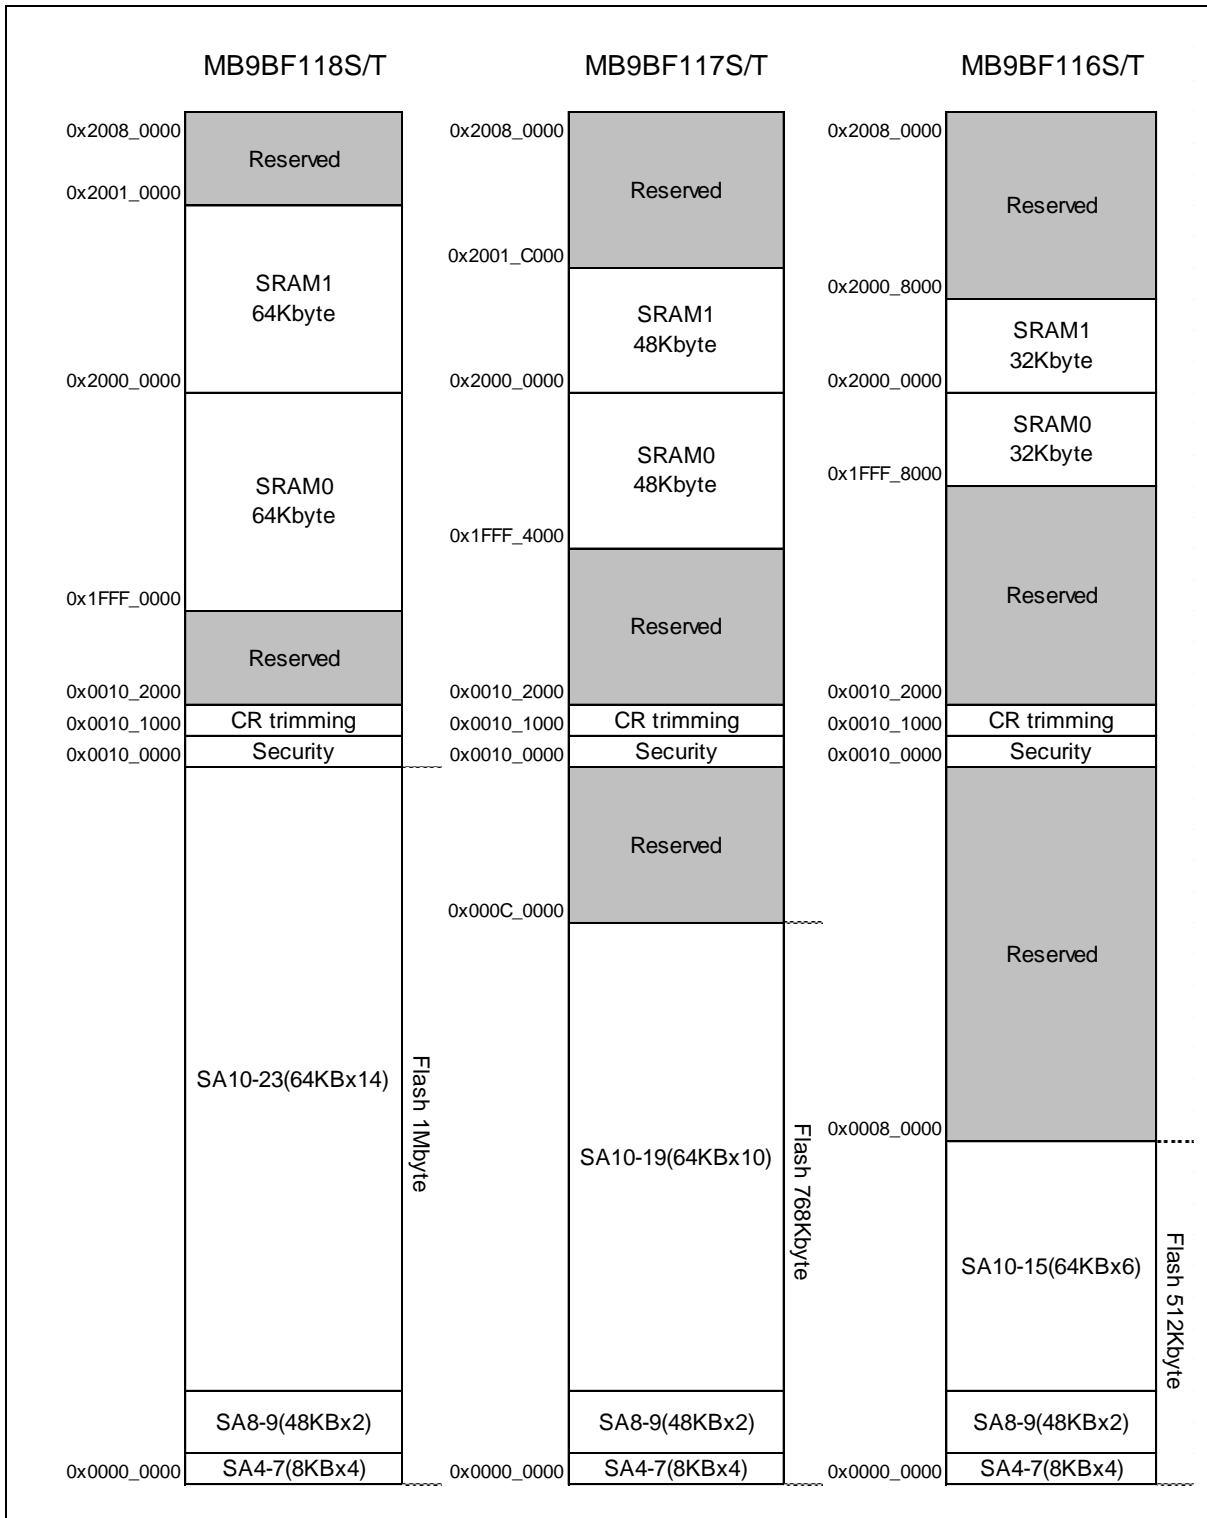 MB9BF118S/T
0x2008_0000
Reserved
0x2001_0000
SRAM1
64Kbyte
0x2000_0000
SRAM0
64Kbyte
0x1FFF_0000
Reserved
0x0010_2000
CR trimming
0x0010_1000
Security
0x0010_0000
SA10-23(64KBx14)
Flash 1Mbyte
SA8-9(48KBx2)
SA4-7(8KBx4)
0x0000_0000
MB9BF117S/T
0x2008_0000
Reserved
0x2001_C000
SRAM1
48Kbyte
0x2000_0000
SRAM0
48Kbyte
0x1FFF_4000
Reserved
0x0010_2000
CR trimming
0x0010_1000
Security
0x0010_0000
Reserved
0x000C_0000
SA10-19(64KBx10)
Flash 768Kbyte
SA8-9(48KBx2)
SA4-7(8KBx4)
0x0000_0000
MB9BF116S/T
0x2008_0000
Reserved
0x2000_8000
SRAM1
32Kbyte
0x2000_0000
SRAM0
32Kbyte
0x1FFF_8000
Reserved
0x0010_2000
CR trimming
0x0010_1000
Security
0x0010_0000
Reserved
0x0008_0000
SA10-15(64KBx6)
Flash 512Kbyte
SA8-9(48KBx2)
SA4-7(8KBx4)
0x0000_0000